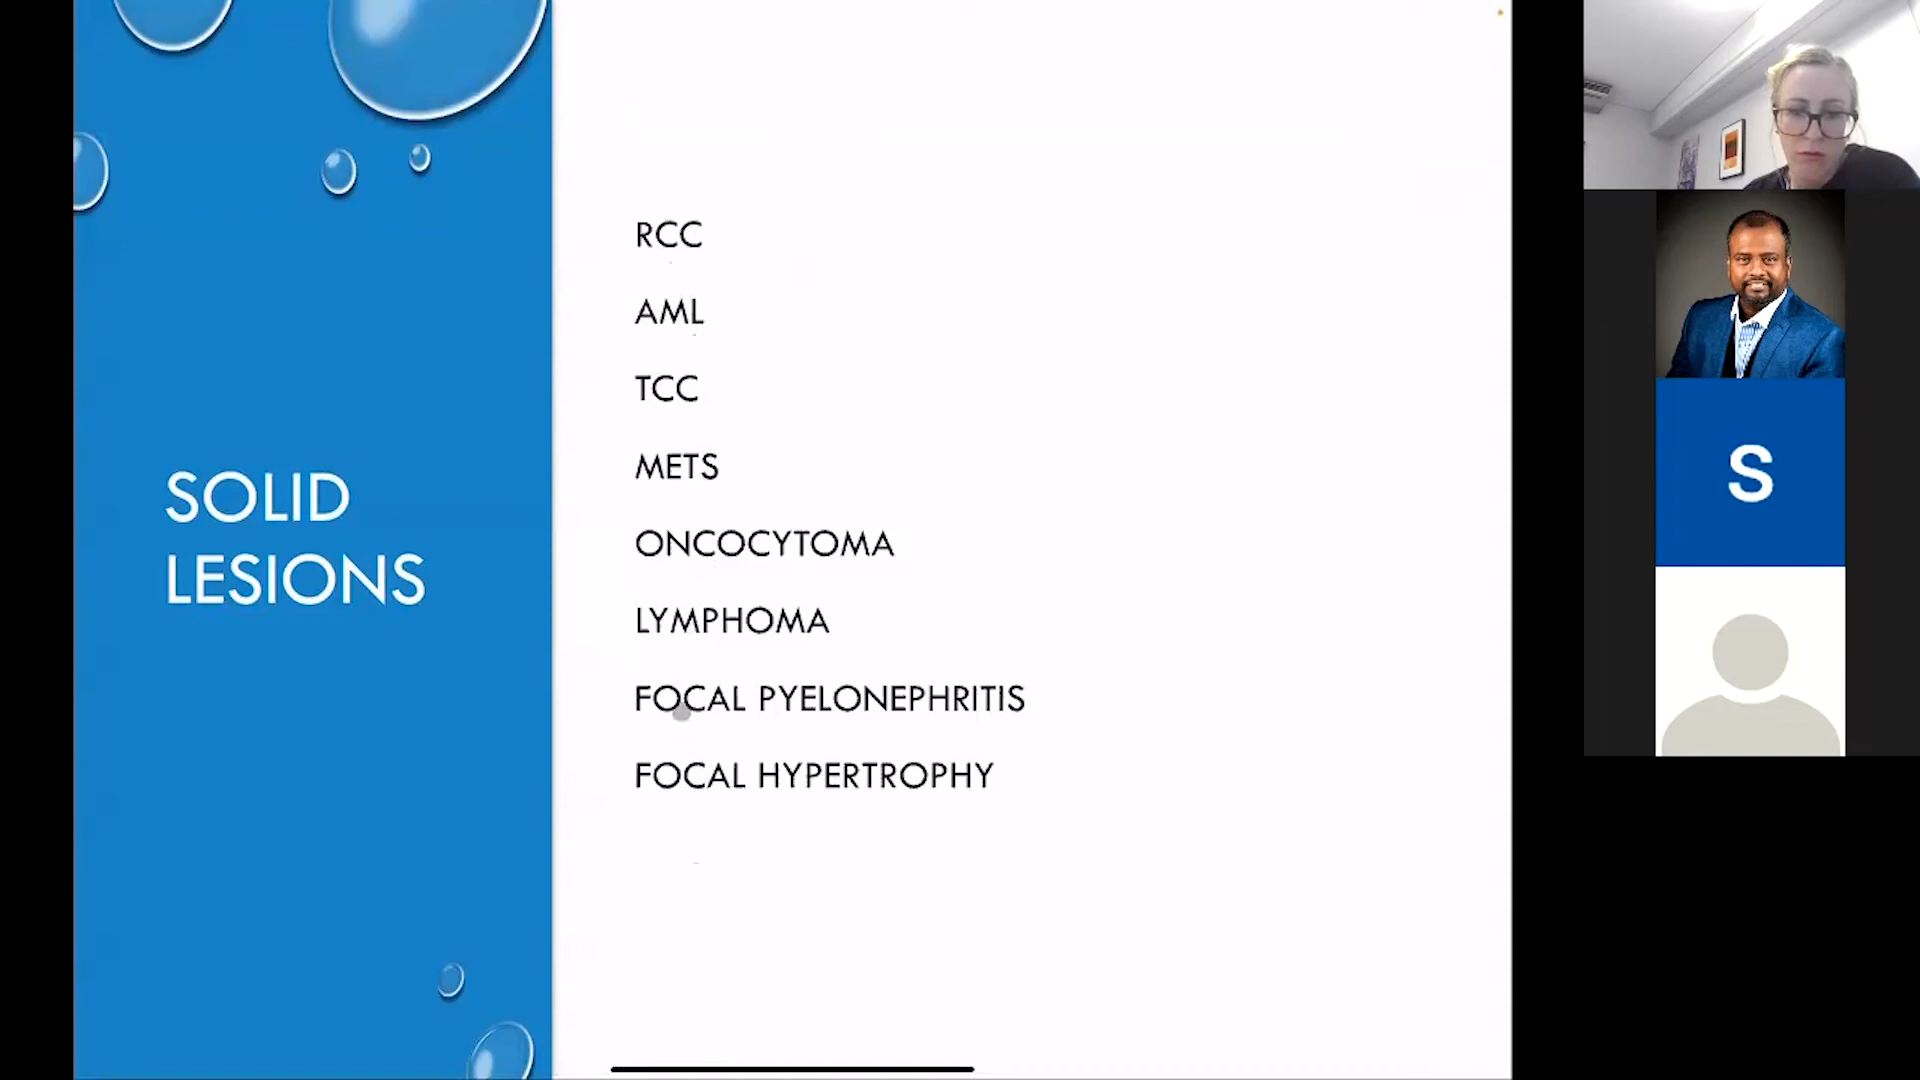 SOLID
LESIONS
RCC
AML
TCC
METS
ONCOCYTOMA
LYMPHOMA
FOCAL PYELONEPHRITIS
FOCAL HYPERTROPHY
S